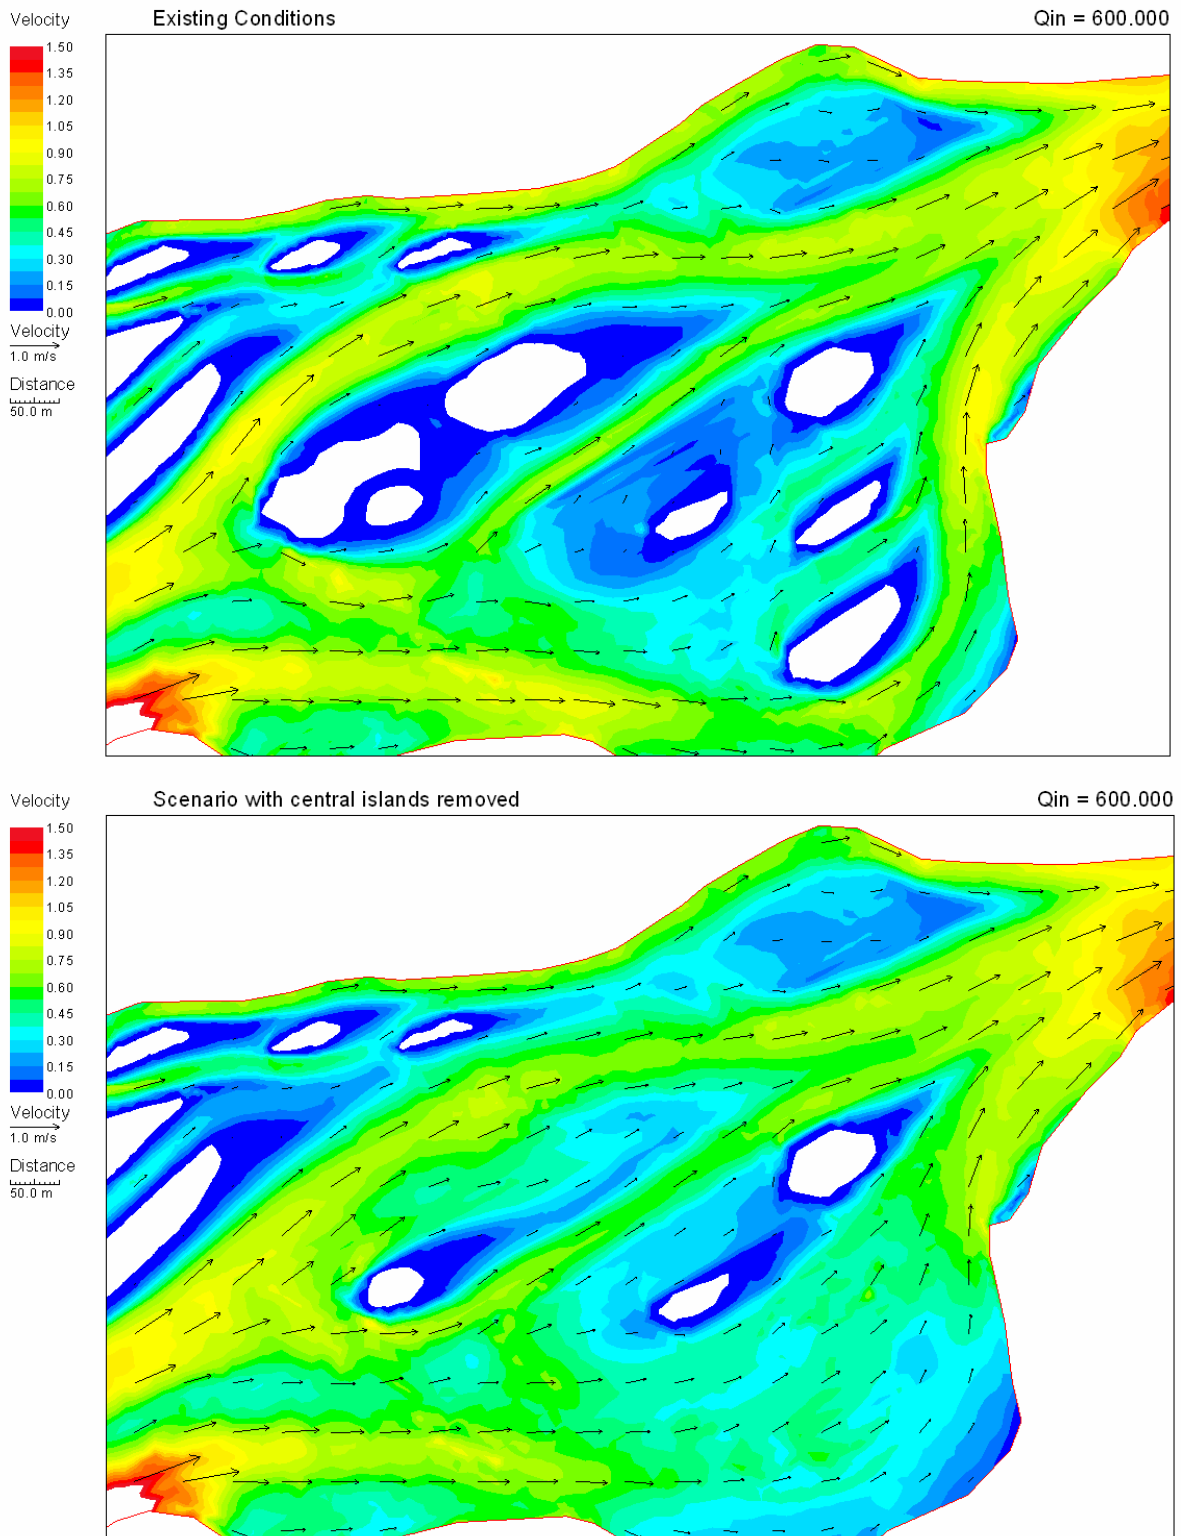 Velocity
Existing Conditions
Qin = 600.000
1.50
1.35
1.20
1.05
0.90
0.75
0.60
0.45
0.30
0.15
0.00
Velocity
1.0 m/s
Distance
50.0 m
Velocity
Scenario with central islands removed
Qin = 600.000
1.50
1.35
1.20
1.05
0.90
0.75
0.60
0.45
0.30
0.15
0.00
Velocity
1.0 m/s
Distance
50.0 m